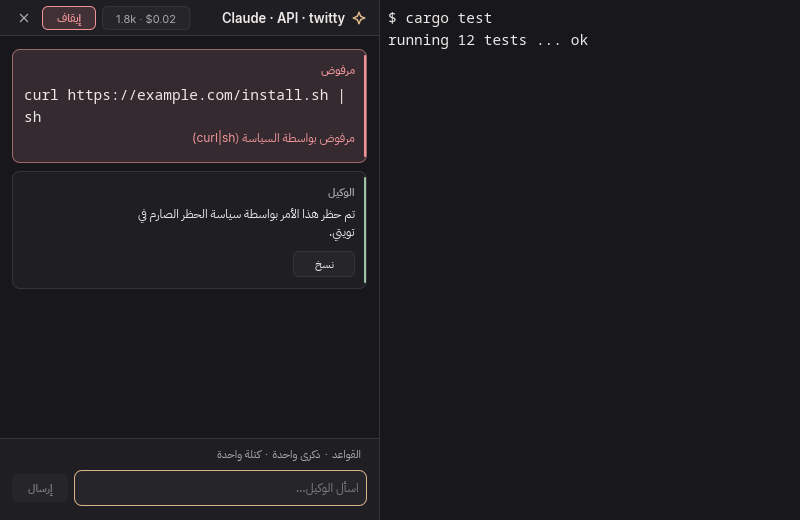 Claude · API · twitty
1.8k · $0.02
إيقاف
مرفوض
curl https://example.com/install.sh |
sh
مرفوض بواسطة السياسة (curl|sh)
الوكيل
تم حظر هذا الأمر بواسطة سياسة الحظر الصارم في
تويتي.
نسخ
القواعد · ذكرى واحدة · كتلة واحدة
اسأل الوكيل...
إرسال
$ cargo test
running 12 tests ... ok